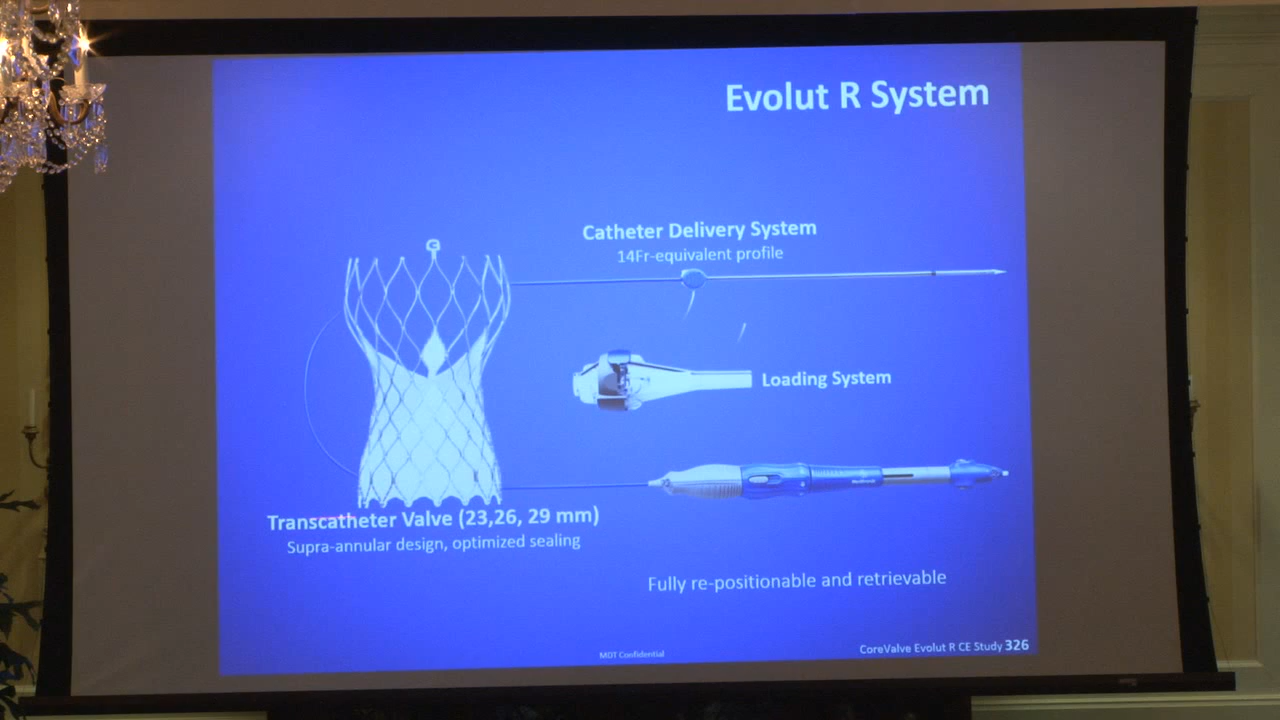 Evolut R System
Catheter Delivery System
14Fr-equivalent profile
Loading System
Transcatheter Valve (23,26, 29 mm)
Supra-annular design, optimized sealing
Fully re-positionable and retrievable
MDT Confidential
CoreValve Evolut R CE Study 326